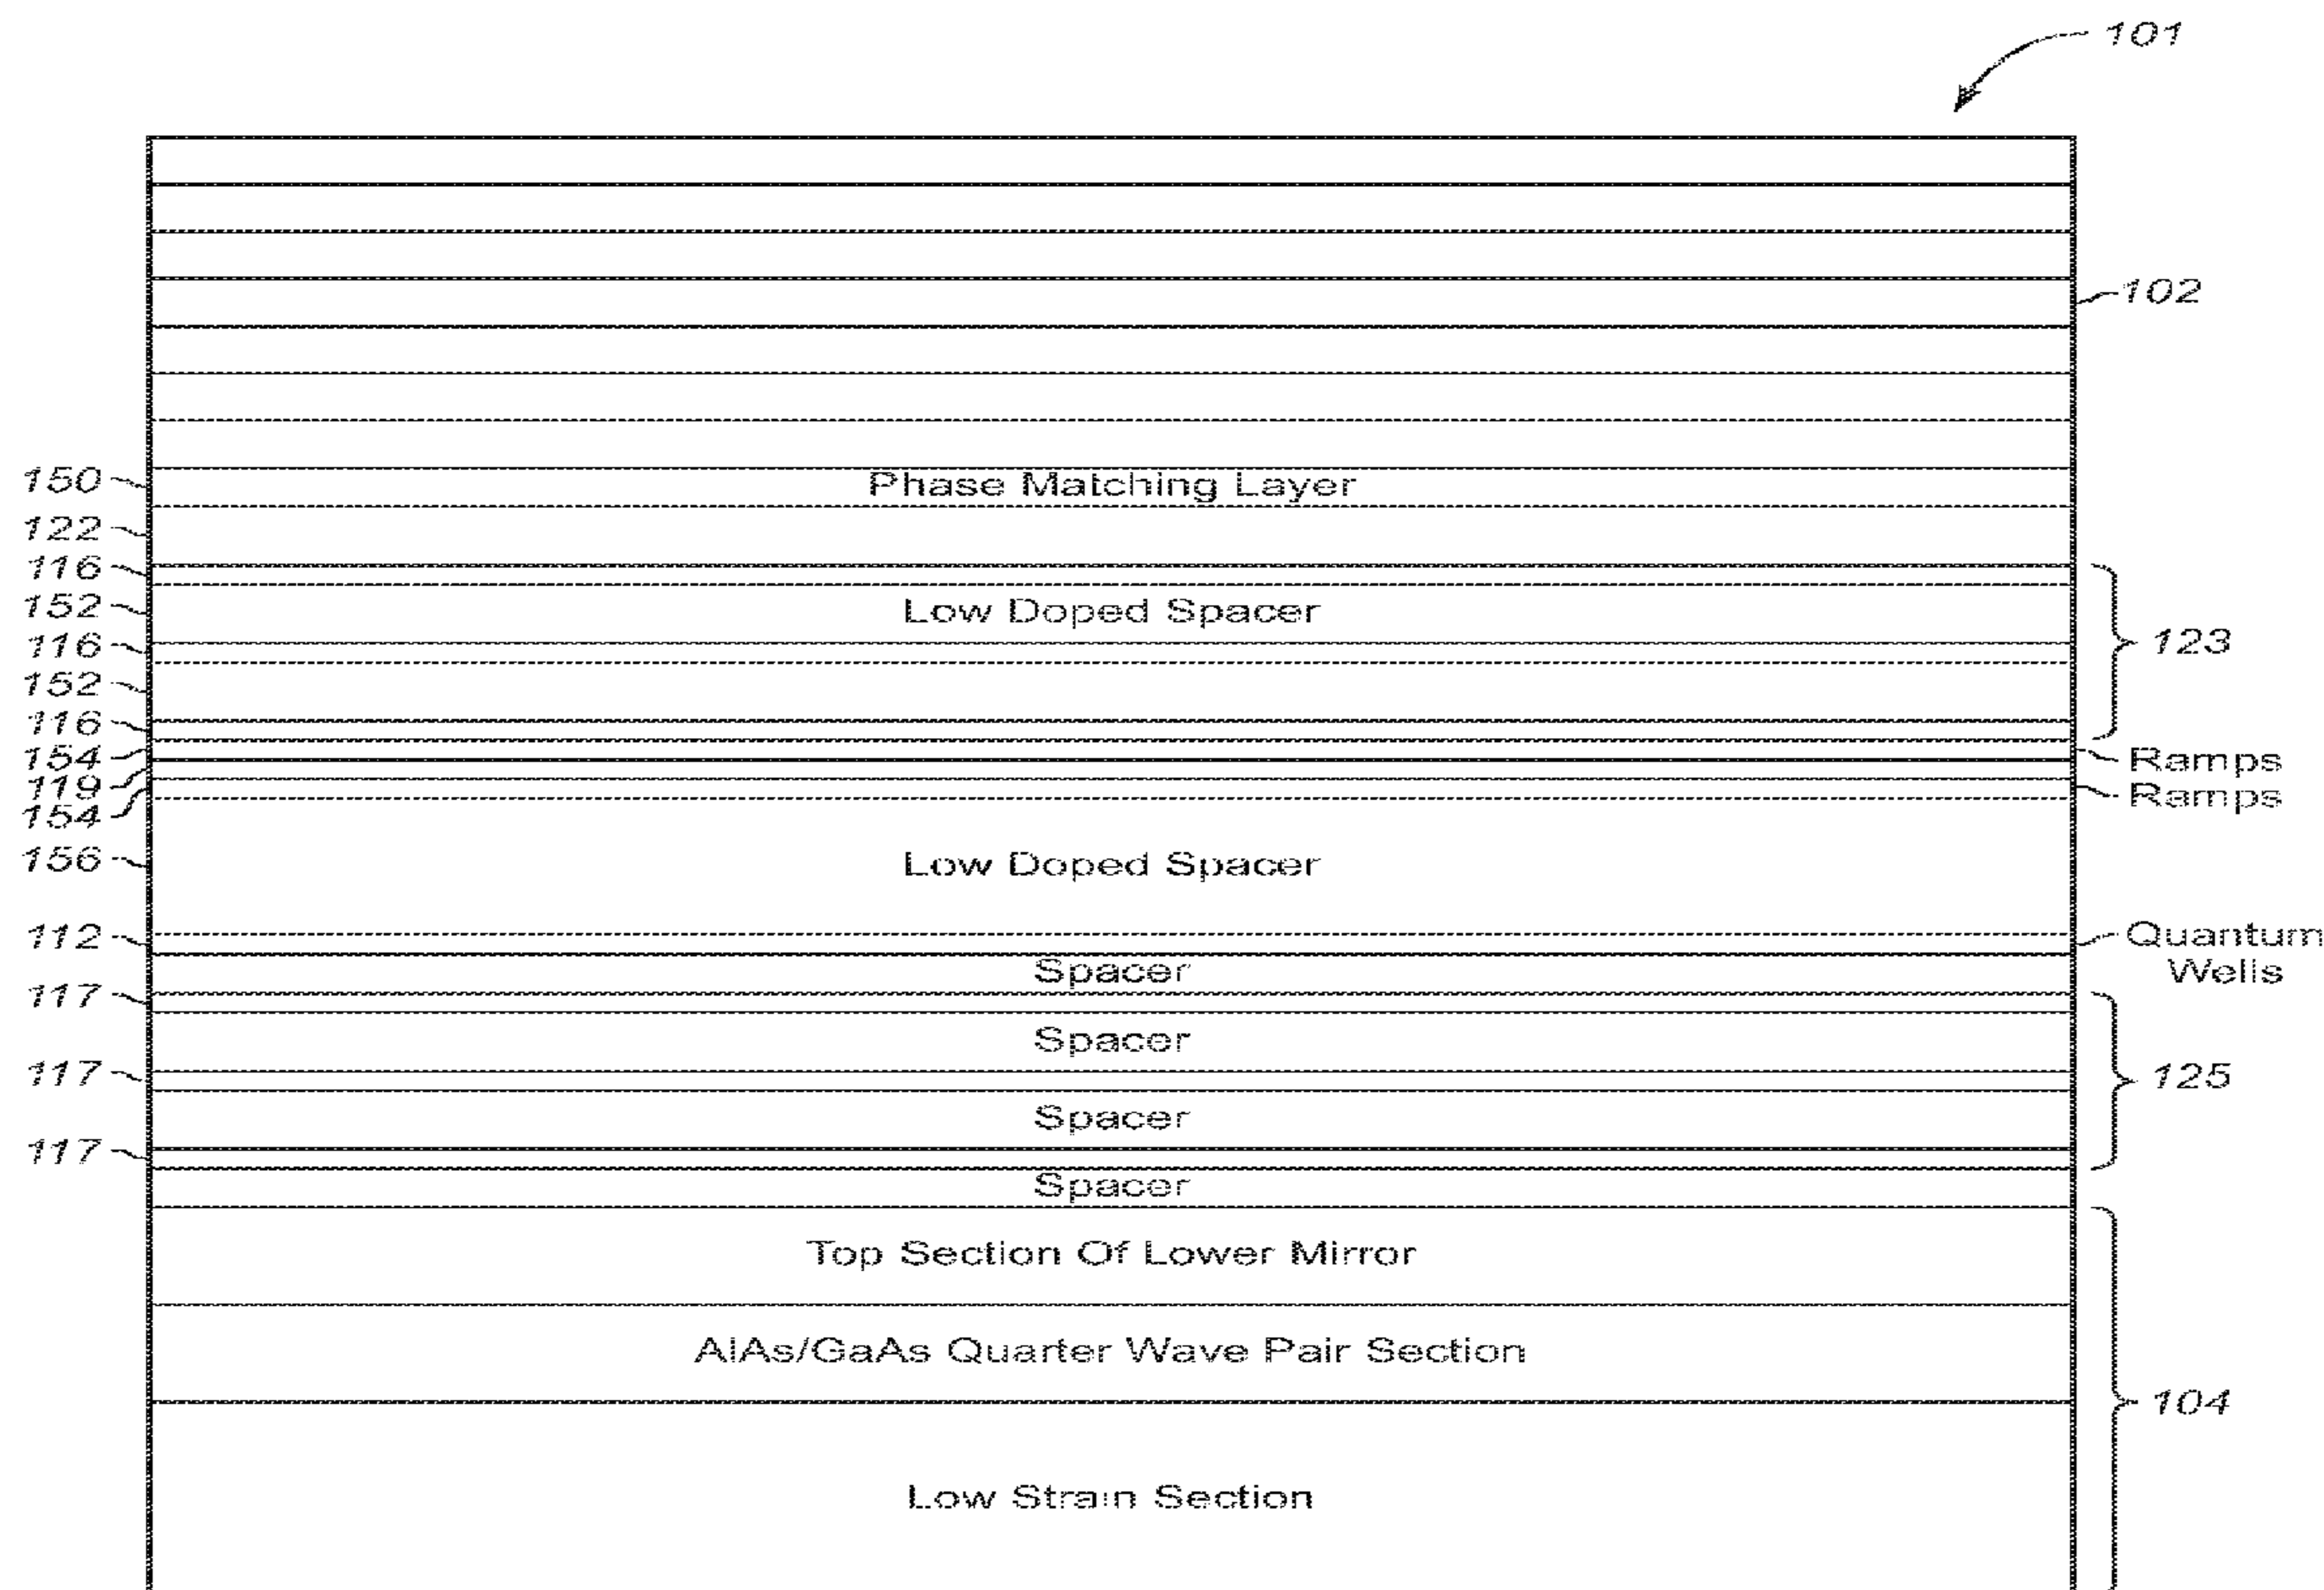 101
102
150 Phase Matching Layer
122
116
152 Low Doped Spacer
116 123
152
116
154 Ramps
119
154 Ramps
156 Low Doped Spacer
112 Quantum
Spacer Wells
117
Spacer
117 125
Spacer
117
Spacer
Top Section Of Lower Mirror
AlAs/GaAs Quarter Wave Pair Section
104
Low Strain Section